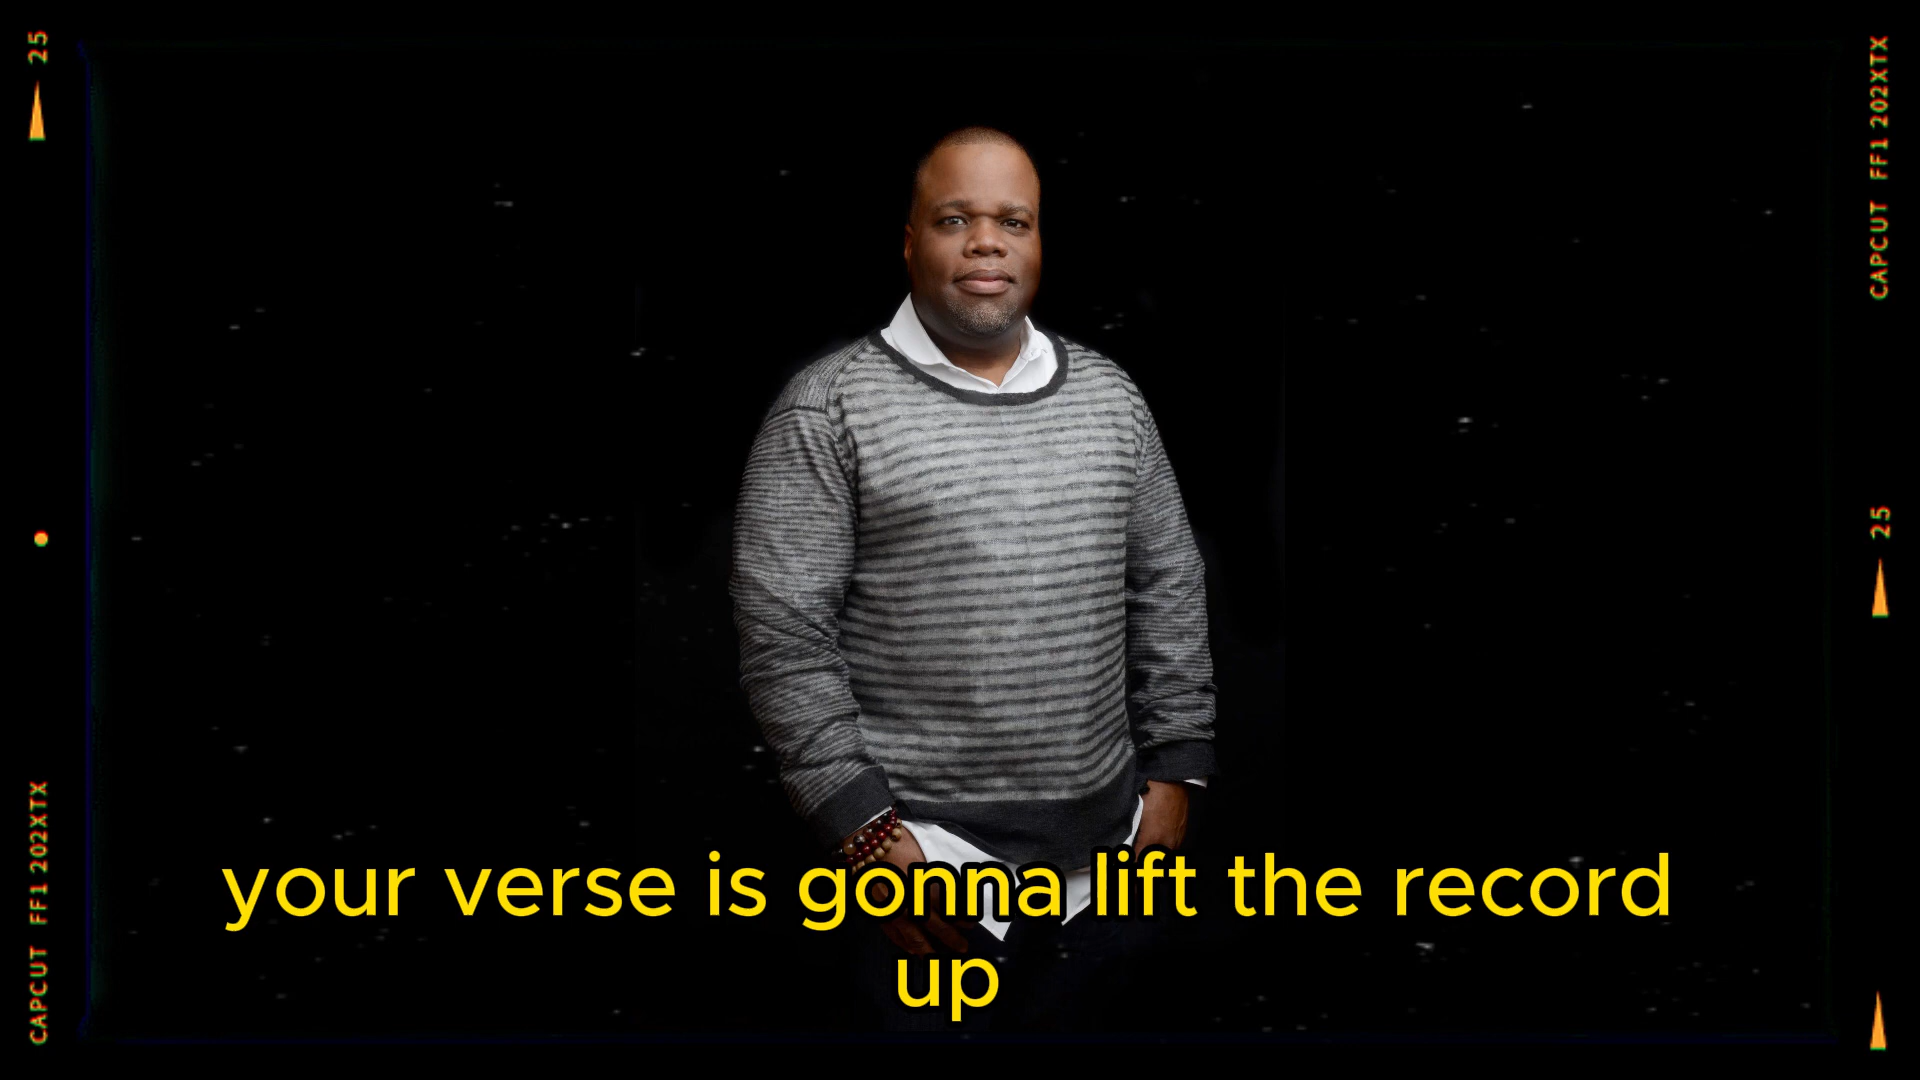 25
CAPCUT FF1 202XTX
your verse is gonna lift the record
up
25
CAPCUT FF1 202XTX